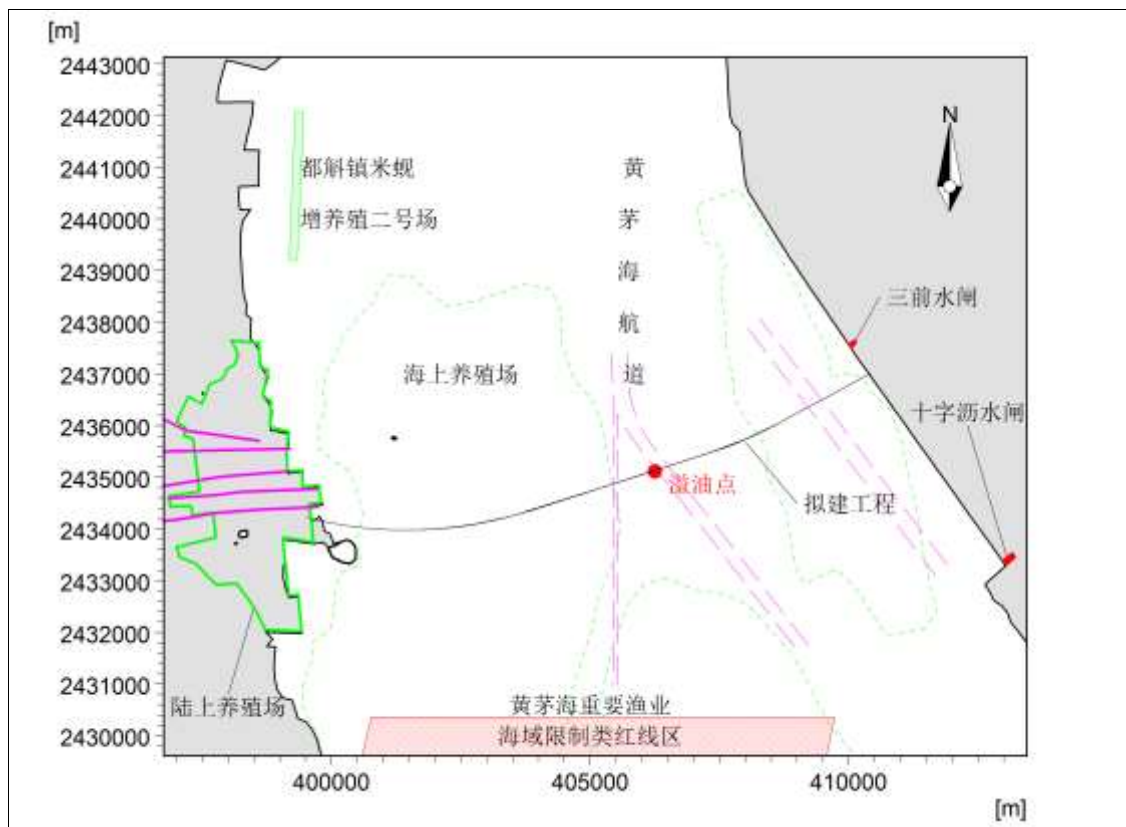 [m]
2443000
2442000
2441000
2440000
2439000
2438000
2437000
2436000
2435000
2434000
2433000
2432000
2431000
2430000
N
都斛镇米蚬
增养殖二号场
黄茅海航道
三前水闸
海上养殖场
十字沥水闸
溢油点
拟建工程
陆上养殖场
黄茅海重要渔业
海域限制类红线区
400000
405000
410000
[m]